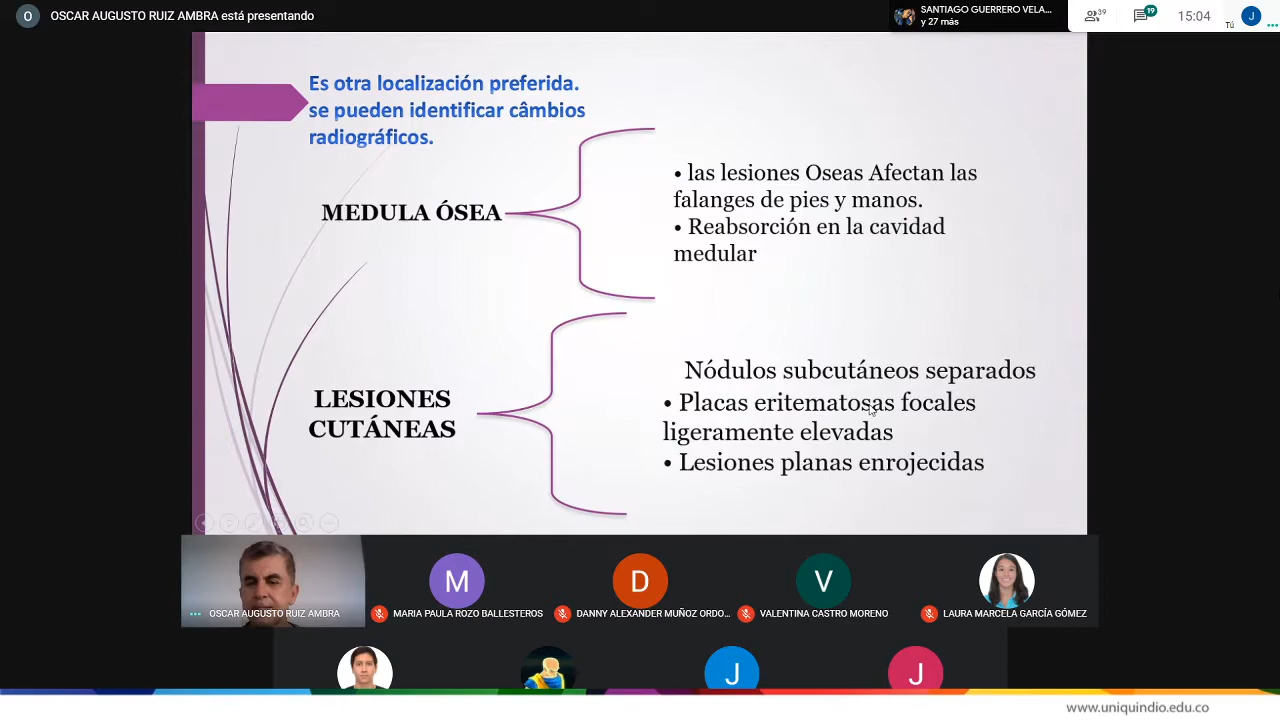 O
OSCAR AUGUSTO RUIZ AMBRA está presentando
SANTIAGO GUERRERO VELA...
y 27 más
39
19
15:04
Tú
J
Es otra localización preferida.
se pueden identificar câmbios
radiográficos.
MEDULA ÓSEA
• las lesiones Oseas Afectan las
falanges de pies y manos.
• Reabsorción en la cavidad
medular
LESIONES
CUTÁNEAS
Nódulos subcutáneos separados
• Placas eritematosas focales
ligeramente elevadas
• Lesiones planas enrojecidas
M
D
V
OSCAR AUGUSTO RUIZ AMBRA
MARIA PAULA ROZO BALLESTEROS
DANNY ALEXANDER MUÑOZ ORDO...
VALENTINA CASTRO MORENO
LAURA MARCELA GARCÍA GÓMEZ
J
J
www.uniquindio.edu.co